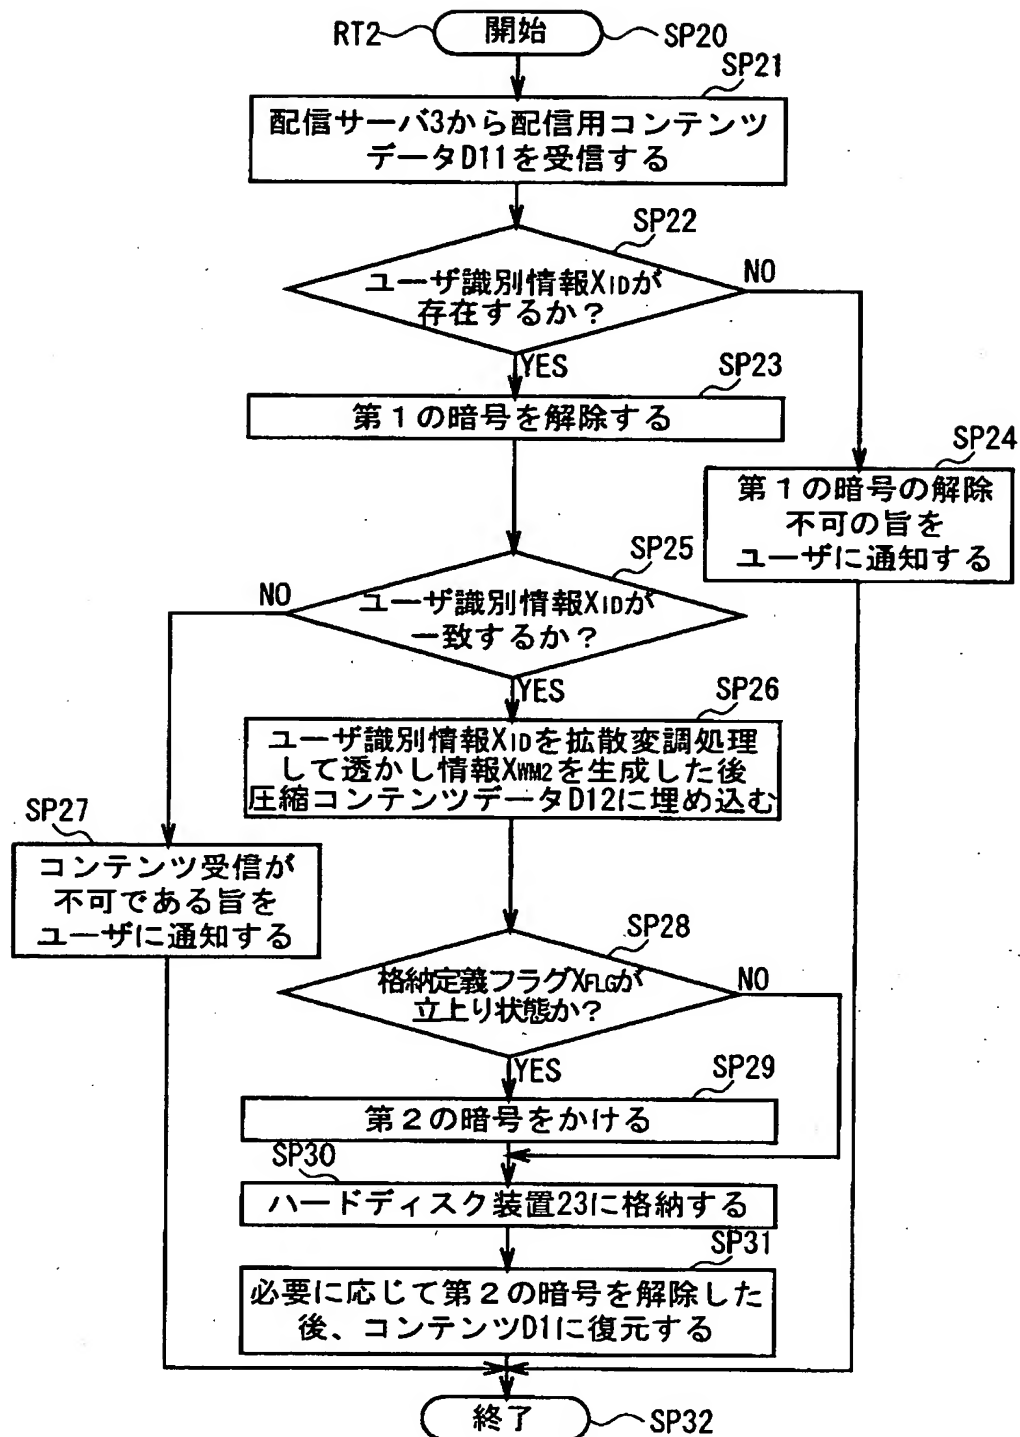 RT2
開始
SP20
SP21
配信サーバ3から配信用コンテンツ
データD11を受信する
SP22
ユーザ識別情報XIDが
存在するか?
NO
YES
SP23
第1の暗号を解除する
SP24
第1の暗号の解除
不可の旨を
ユーザに通知する
SP25
ユーザ識別情報XIDが
一致するか?
NO
YES
SP26
ユーザ識別情報XIDを拡散変調処理
して透かし情報XWM2を生成した後
圧縮コンテンツデータD12に埋め込む
SP27
コンテンツ受信が
不可である旨を
ユーザに通知する
SP28
格納定義フラグXFLGが
立上り状態か?
NO
YES
SP29
第2の暗号をかける
SP30
ハードディスク装置23に格納する
SP31
必要に応じて第2の暗号を解除した
後、コンテンツD1に復元する
終了
SP32